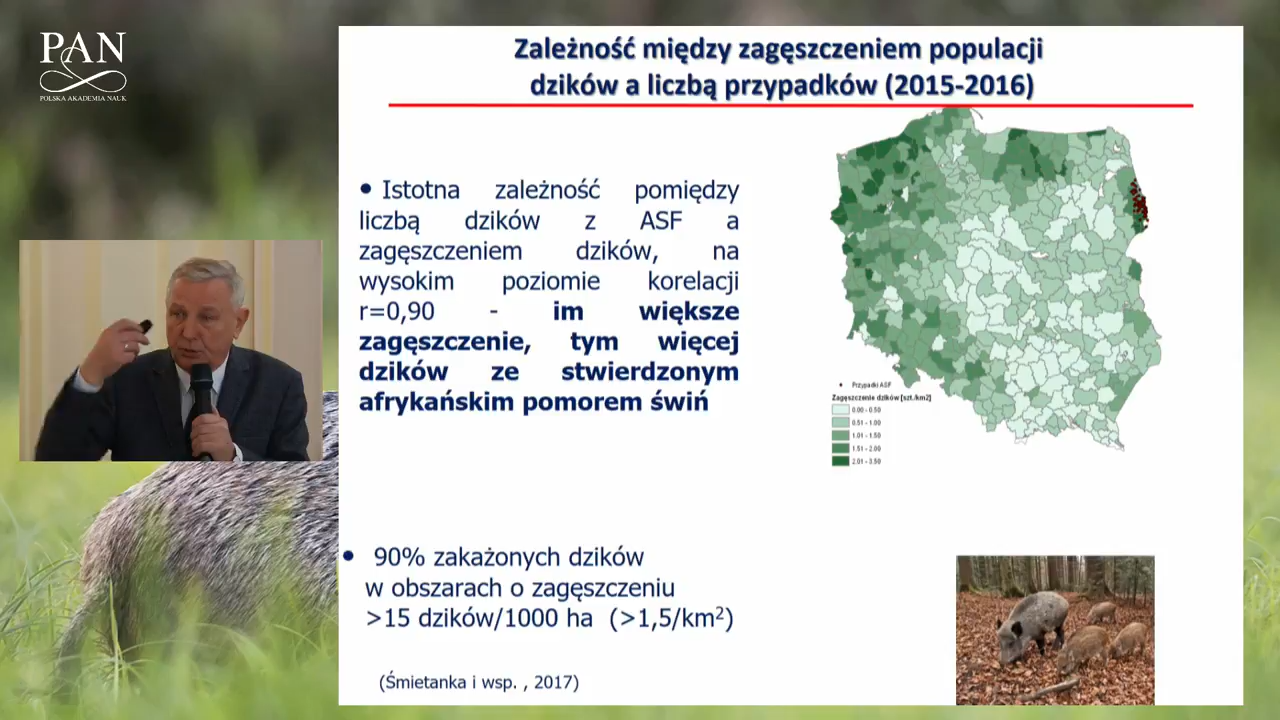 PAN
POLSKA AKADEMIA NAUK
Zależność między zagęszczeniem populacji
dzików a liczbą przypadków (2015-2016)
• Istotna zależność pomiędzy
liczbą dzików z ASF a
zagęszczeniem dzików, na
wysokim poziomie korelacji
r=0,90 - im większe
zagęszczenie, tym więcej
dzików ze stwierdzonym
afrykańskim pomorem świń
Przypadki ASF
Zagęszczenie dzików [szt./km2]
0.00 - 0.50
0.51 - 1.00
1.01 - 1.50
1.51 - 2.00
2.01 - 3.50
• 90% zakażonych dzików
w obszarach o zagęszczeniu
>15 dzików/1000 ha (>1,5/km²)
(Śmietanka i wsp. , 2017)